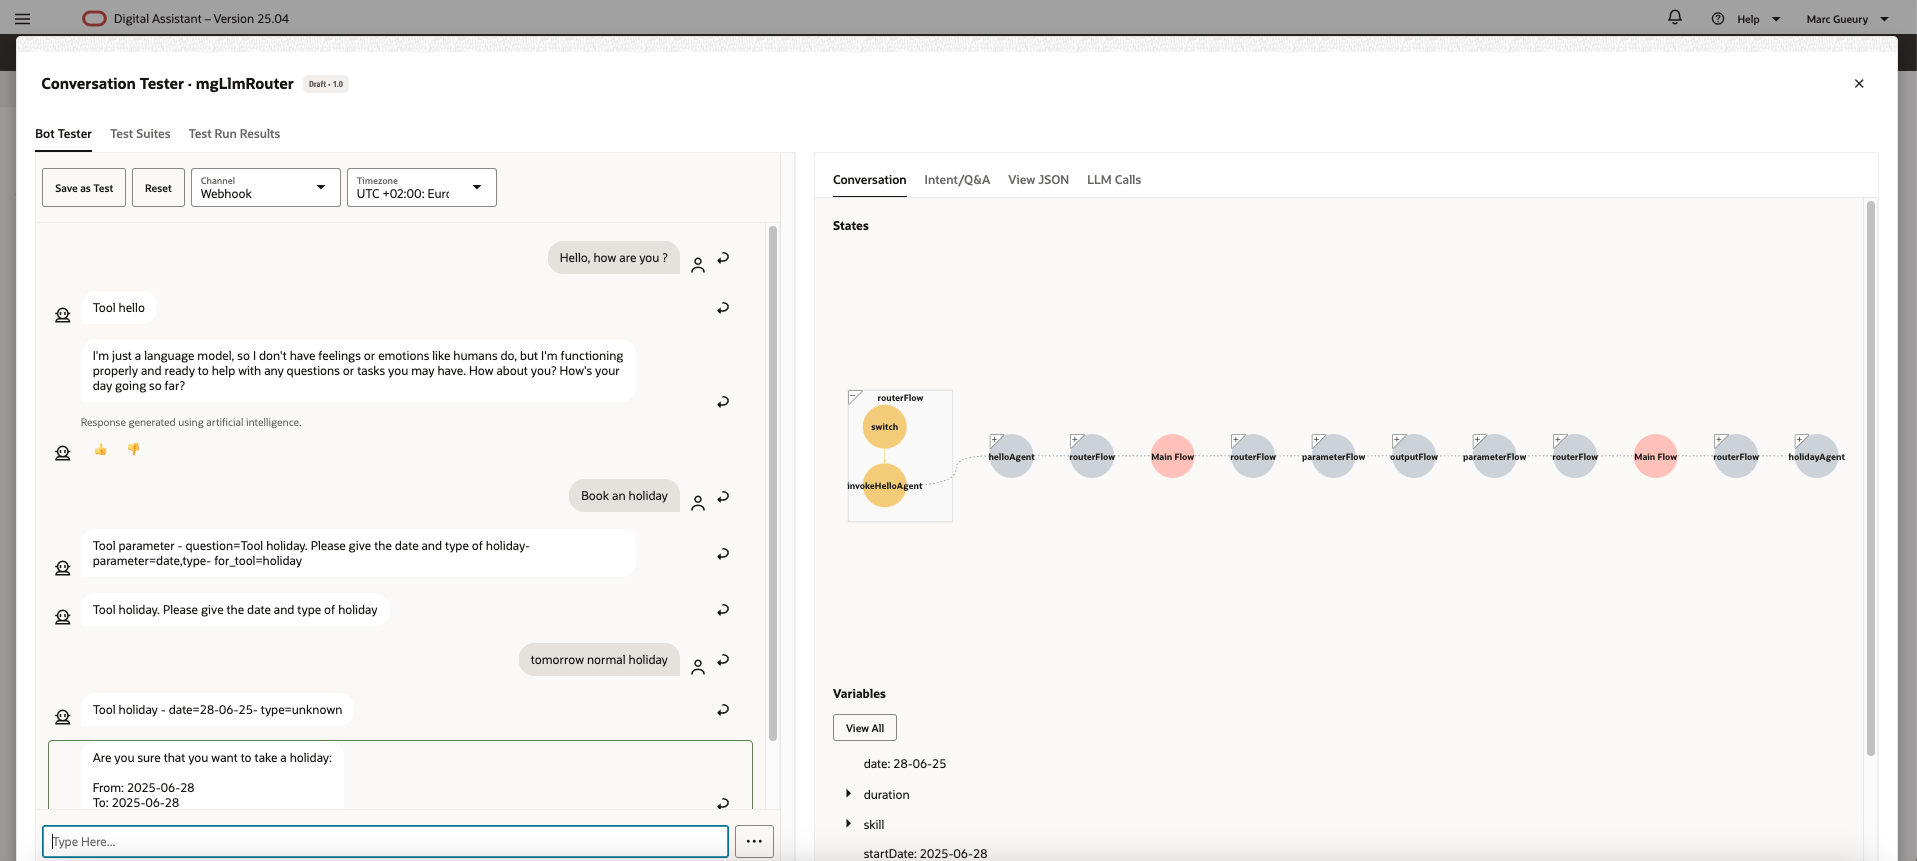 Digital Assistant – Version 25.04
Help
Marc Gueury
Conversation Tester · mgLlmRouter
Draft • 1.0
Bot Tester
Test Suites
Test Run Results
Save as Test
Reset
Channel
Webhook
Timezone
UTC +02:00: Eur
Hello, how are you ?
Tool hello
I'm just a language model, so I don't have feelings or emotions like humans do, but I'm functioning
properly and ready to help with any questions or tasks you may have. How about you? How's your
day going so far?
Response generated using artificial intelligence.
Book an holiday
Tool parameter - question=Tool holiday. Please give the date and type of holiday-
parameter=date,type- for_tool=holiday
Tool holiday. Please give the date and type of holiday
tomorrow normal holiday
Tool holiday - date=28-06-25- type=unknown
Are you sure that you want to take a holiday:
From: 2025-06-28
To: 2025-06-28
Type Here...
Conversation
Intent/Q&A
View JSON
LLM Calls
States
routerFlow
switch
invokeHelloAgent
helloAgent
routerFlow
Main Flow
routerFlow
parameterFlow
outputFlow
parameterFlow
routerFlow
Main Flow
routerFlow
holidayAgent
Variables
View All
date: 28-06-25
duration
skill
startDate: 2025-06-28